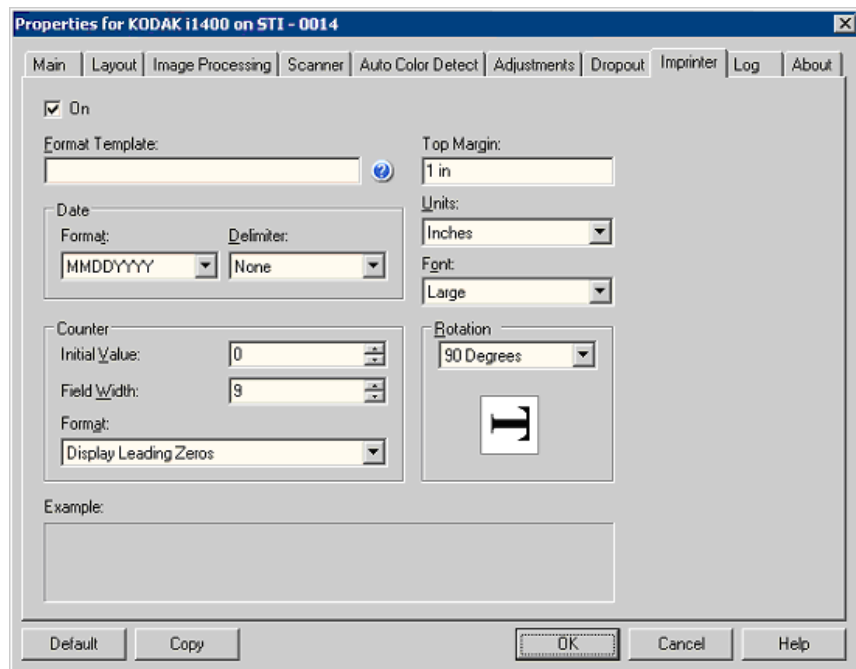 Properties for KODAK i1400 on STI - 0014
Main Layout Image Processing Scanner Auto Color Detect Adjustments Dropout Imprinter Log About
On
Format Template:
Top Margin:
1 in
Date
Format:
Delimiter:
MMDDYYYY
None
Units:
Inches
Font:
Large
Counter
Initial Value:
0
Field Width:
9
Format:
Display Leading Zeros
Rotation
90 Degrees
T
Example:
Default Copy OK Cancel Help